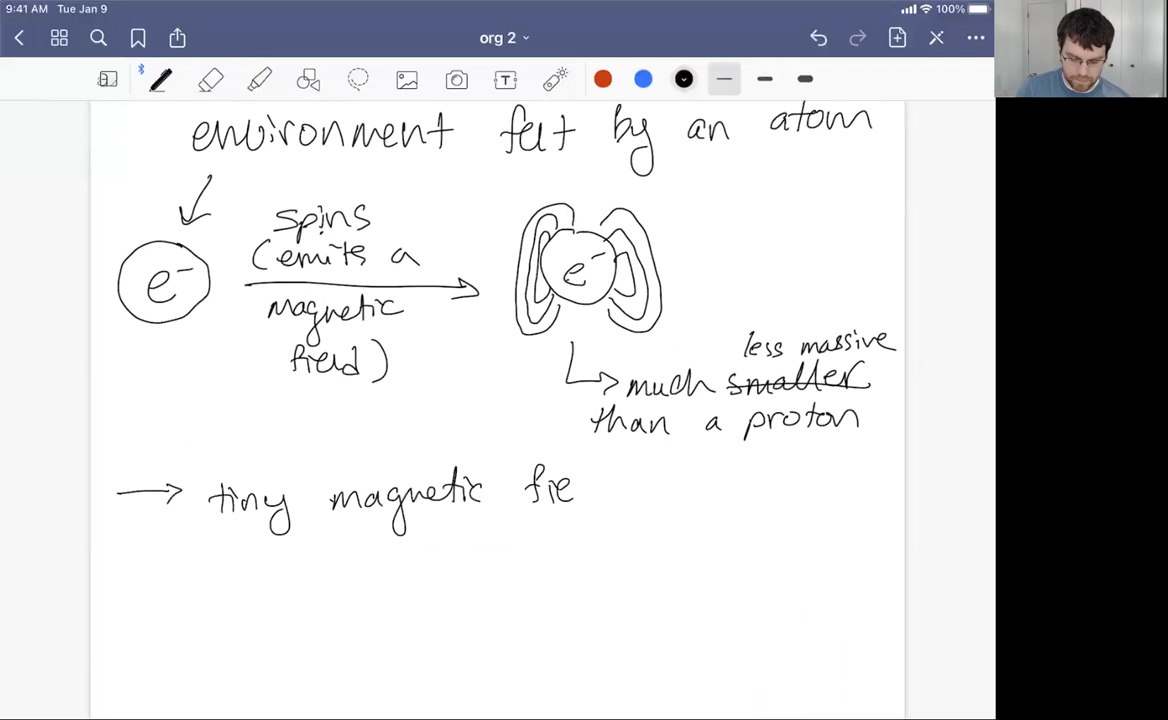 9:41 AM Tue Jan 9
100%
org 2
T
environment felt by an atom
e⁻
spins
(emits a
magnetic
field)
e⁻
less massive
much smaller
than a proton
→ tiny magnetic fie